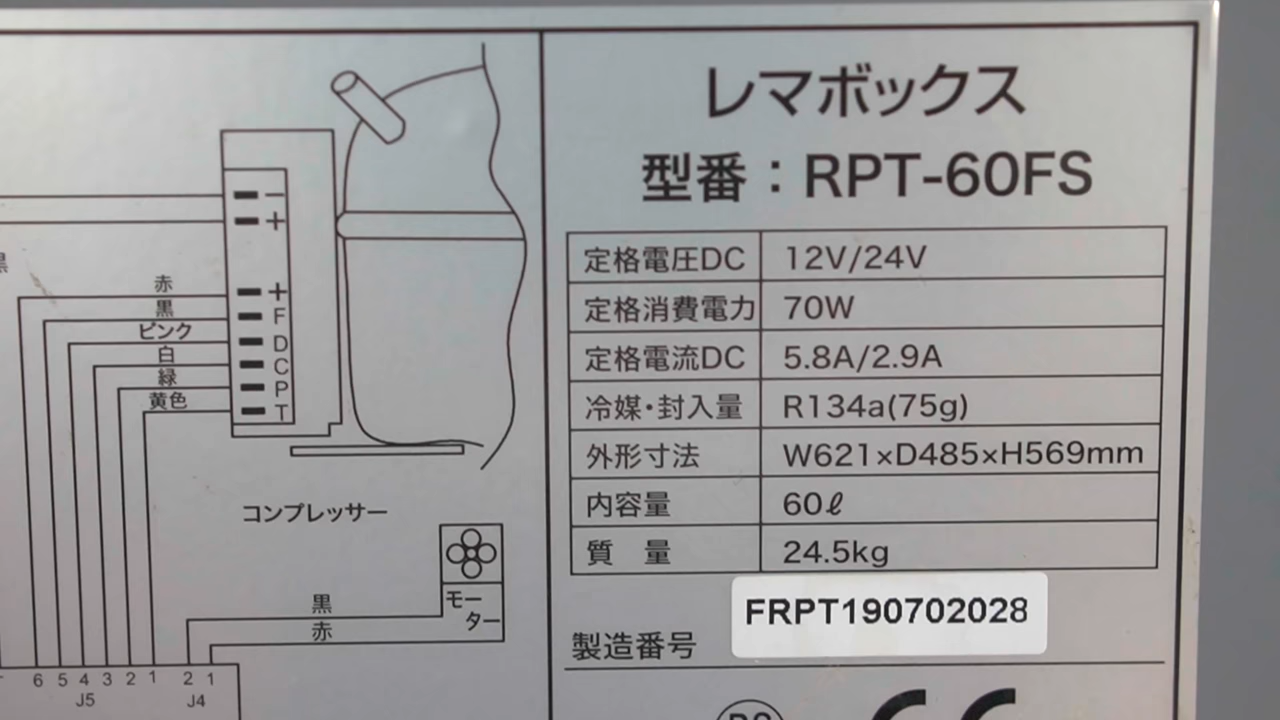 レマボックス
型番：RPT-60FS
定格電圧DC 12V/24V
定格消費電力 70W
定格電流DC 5.8A/2.9A
冷媒・封入量 R134a(75g)
外形寸法 W621×D485×H569mm
内容量 60ℓ
質　量 24.5kg
製造番号 FRPT190702028
−
+
+
F
D
C
P
T
赤
黒
ピンク
白
緑
黄色
コンプレッサー
モー
ター
黒
赤
6 5 4 3 2 1 2 1
J5 J4
CE